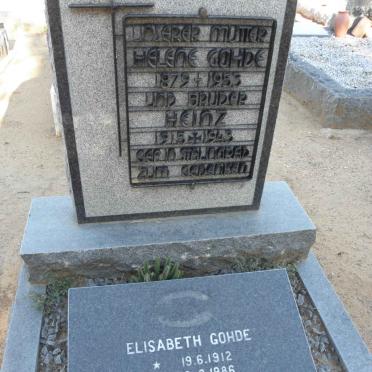 UNSERER MUTTER
HELENE GOHDE
1879 + 1953
UND BRUDER
HEINZ
1915 + 1943
GEF. IN STALINGRAD
ZUM GEDENKEN
ELISABETH GOHDE
* 19.6.1912
1986